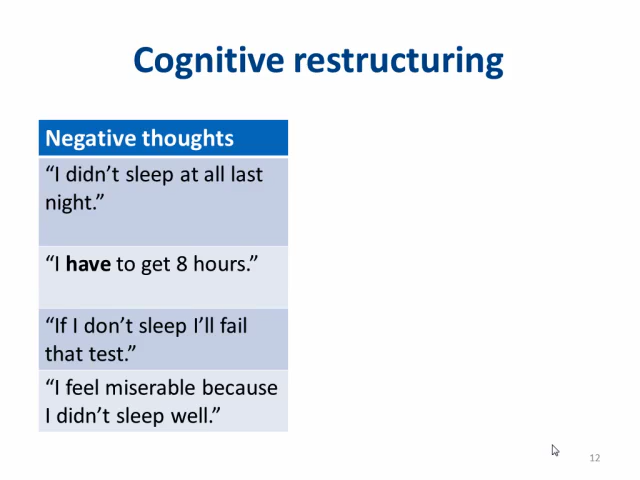 Cognitive restructuring
Negative thoughts
“I didn’t sleep at all last
night.”
“I have to get 8 hours.”
“If I don’t sleep I’ll fail
that test.”
“I feel miserable because
I didn’t sleep well.”
12